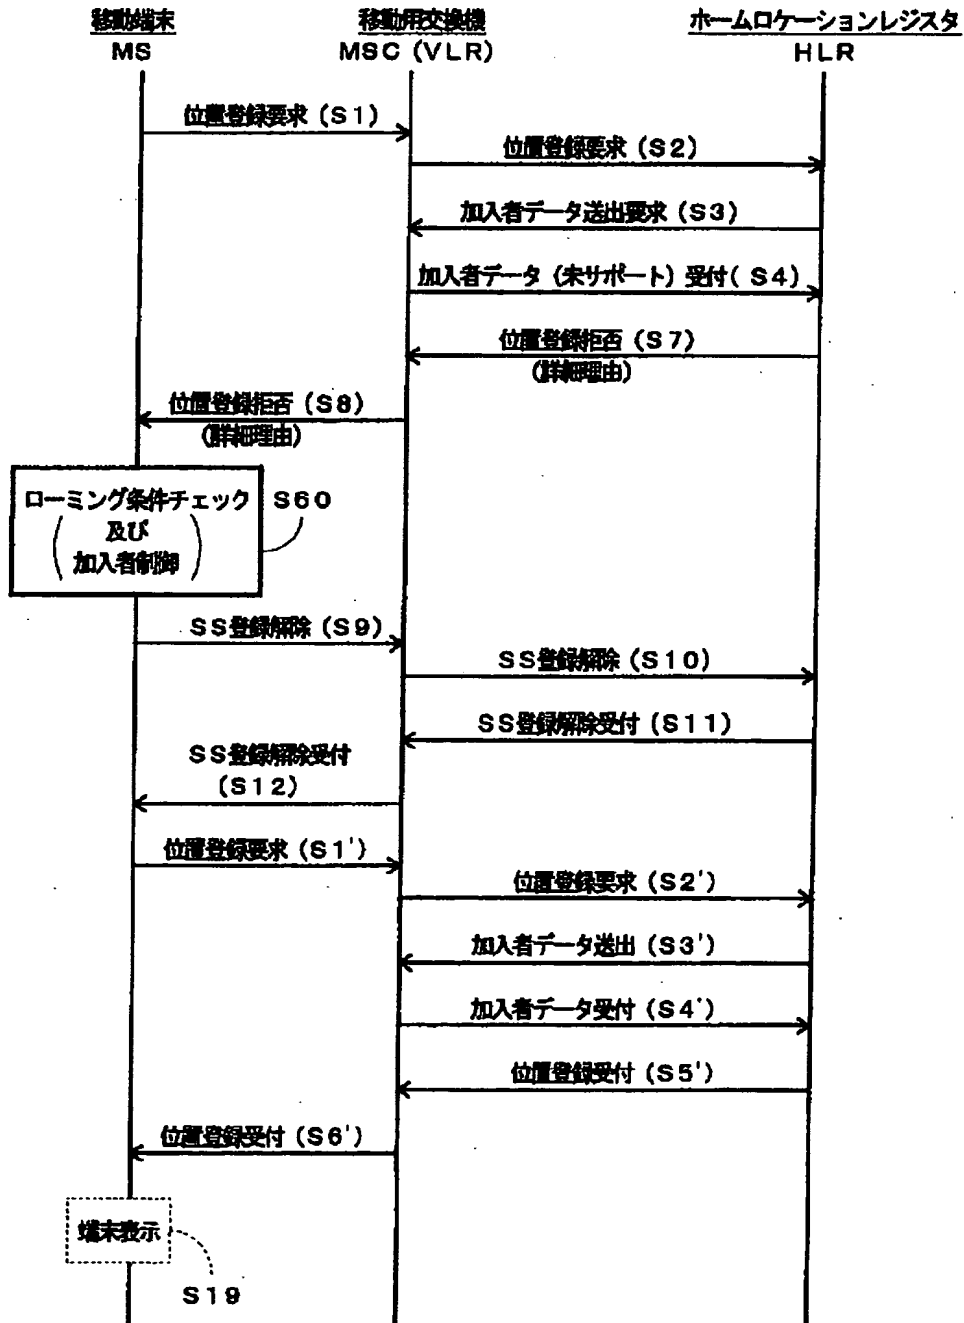 移動端末
MS
移動用交換機
MSC (VLR)
ホームロケーションレジスタ
HLR
位置登録要求 (S1)
位置登録要求 (S2)
加入者データ送出要求 (S3)
加入者データ (未サポート) 受付( S4)
位置登録拒否 (S7)
(詳細理由)
位置登録拒否 (S8)
(詳細理由)
ローミング条件チェック
及び
加入者制御
S60
SS登録解除 (S9)
SS登録解除 (S10)
SS登録解除受付 (S11)
SS登録解除受付
(S12)
位置登録要求 (S1')
位置登録要求 (S2')
加入者データ送出 (S3')
加入者データ受付 (S4')
位置登録受付 (S5')
位置登録受付 (S6')
端末表示
S19